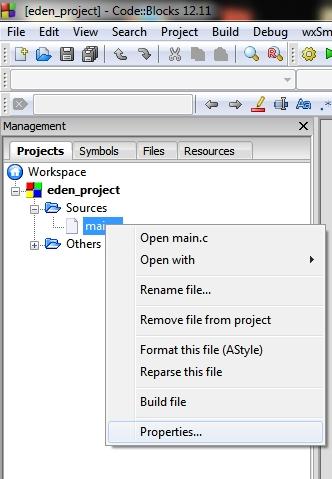 [eden_project] - Code::Blocks 12.11
File Edit View Search Project Build Debug
Management
Projects Symbols Files Resources
Workspace
eden_project
Sources
Others
Open main.c
Open with
Rename file...
Remove file from project
Format this file (AStyle)
Reparse this file
Build file
Properties...